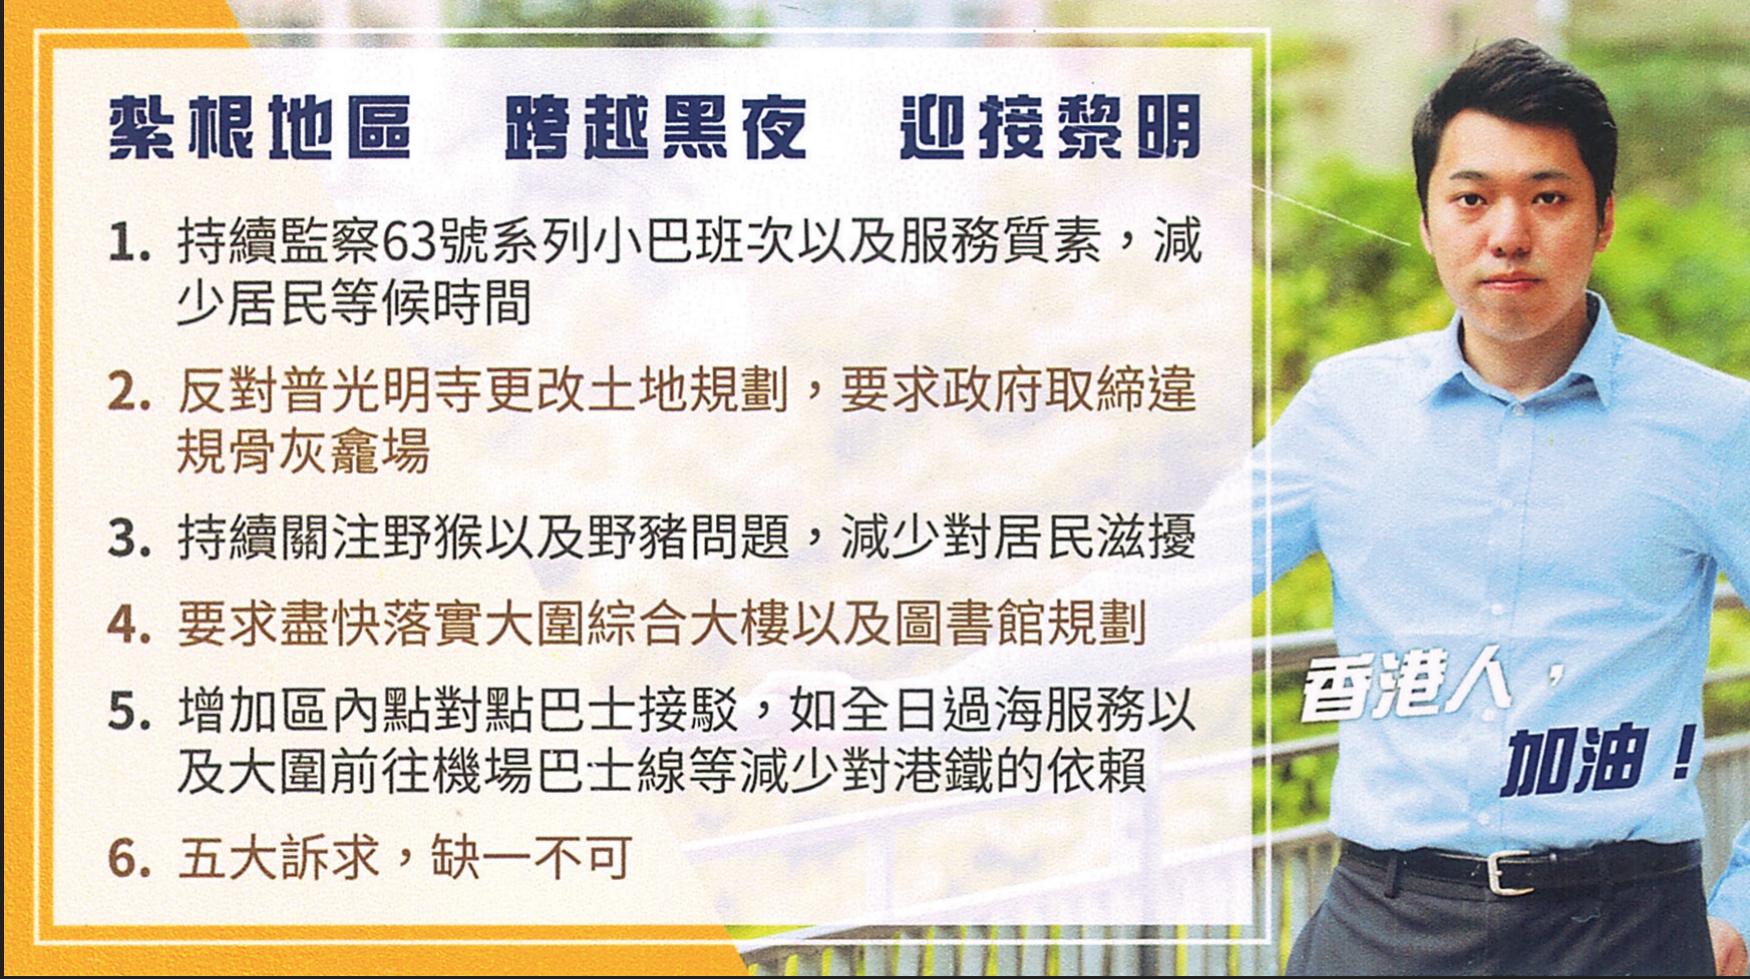 紮根地區　跨越黑夜　迎接黎明
1. 持續監察63號系列小巴班次以及服務質素，減
少居民等候時間
2. 反對普光明寺更改土地規劃，要求政府取締違
規骨灰龕場
3. 持續關注野猴以及野豬問題，減少對居民滋擾
4. 要求盡快落實大圍綜合大樓以及圖書館規劃
5. 增加區內點對點巴士接駁，如全日過海服務以
及大圍前往機場巴士線等減少對港鐵的依賴
6. 五大訴求，缺一不可
香港人，
加油！